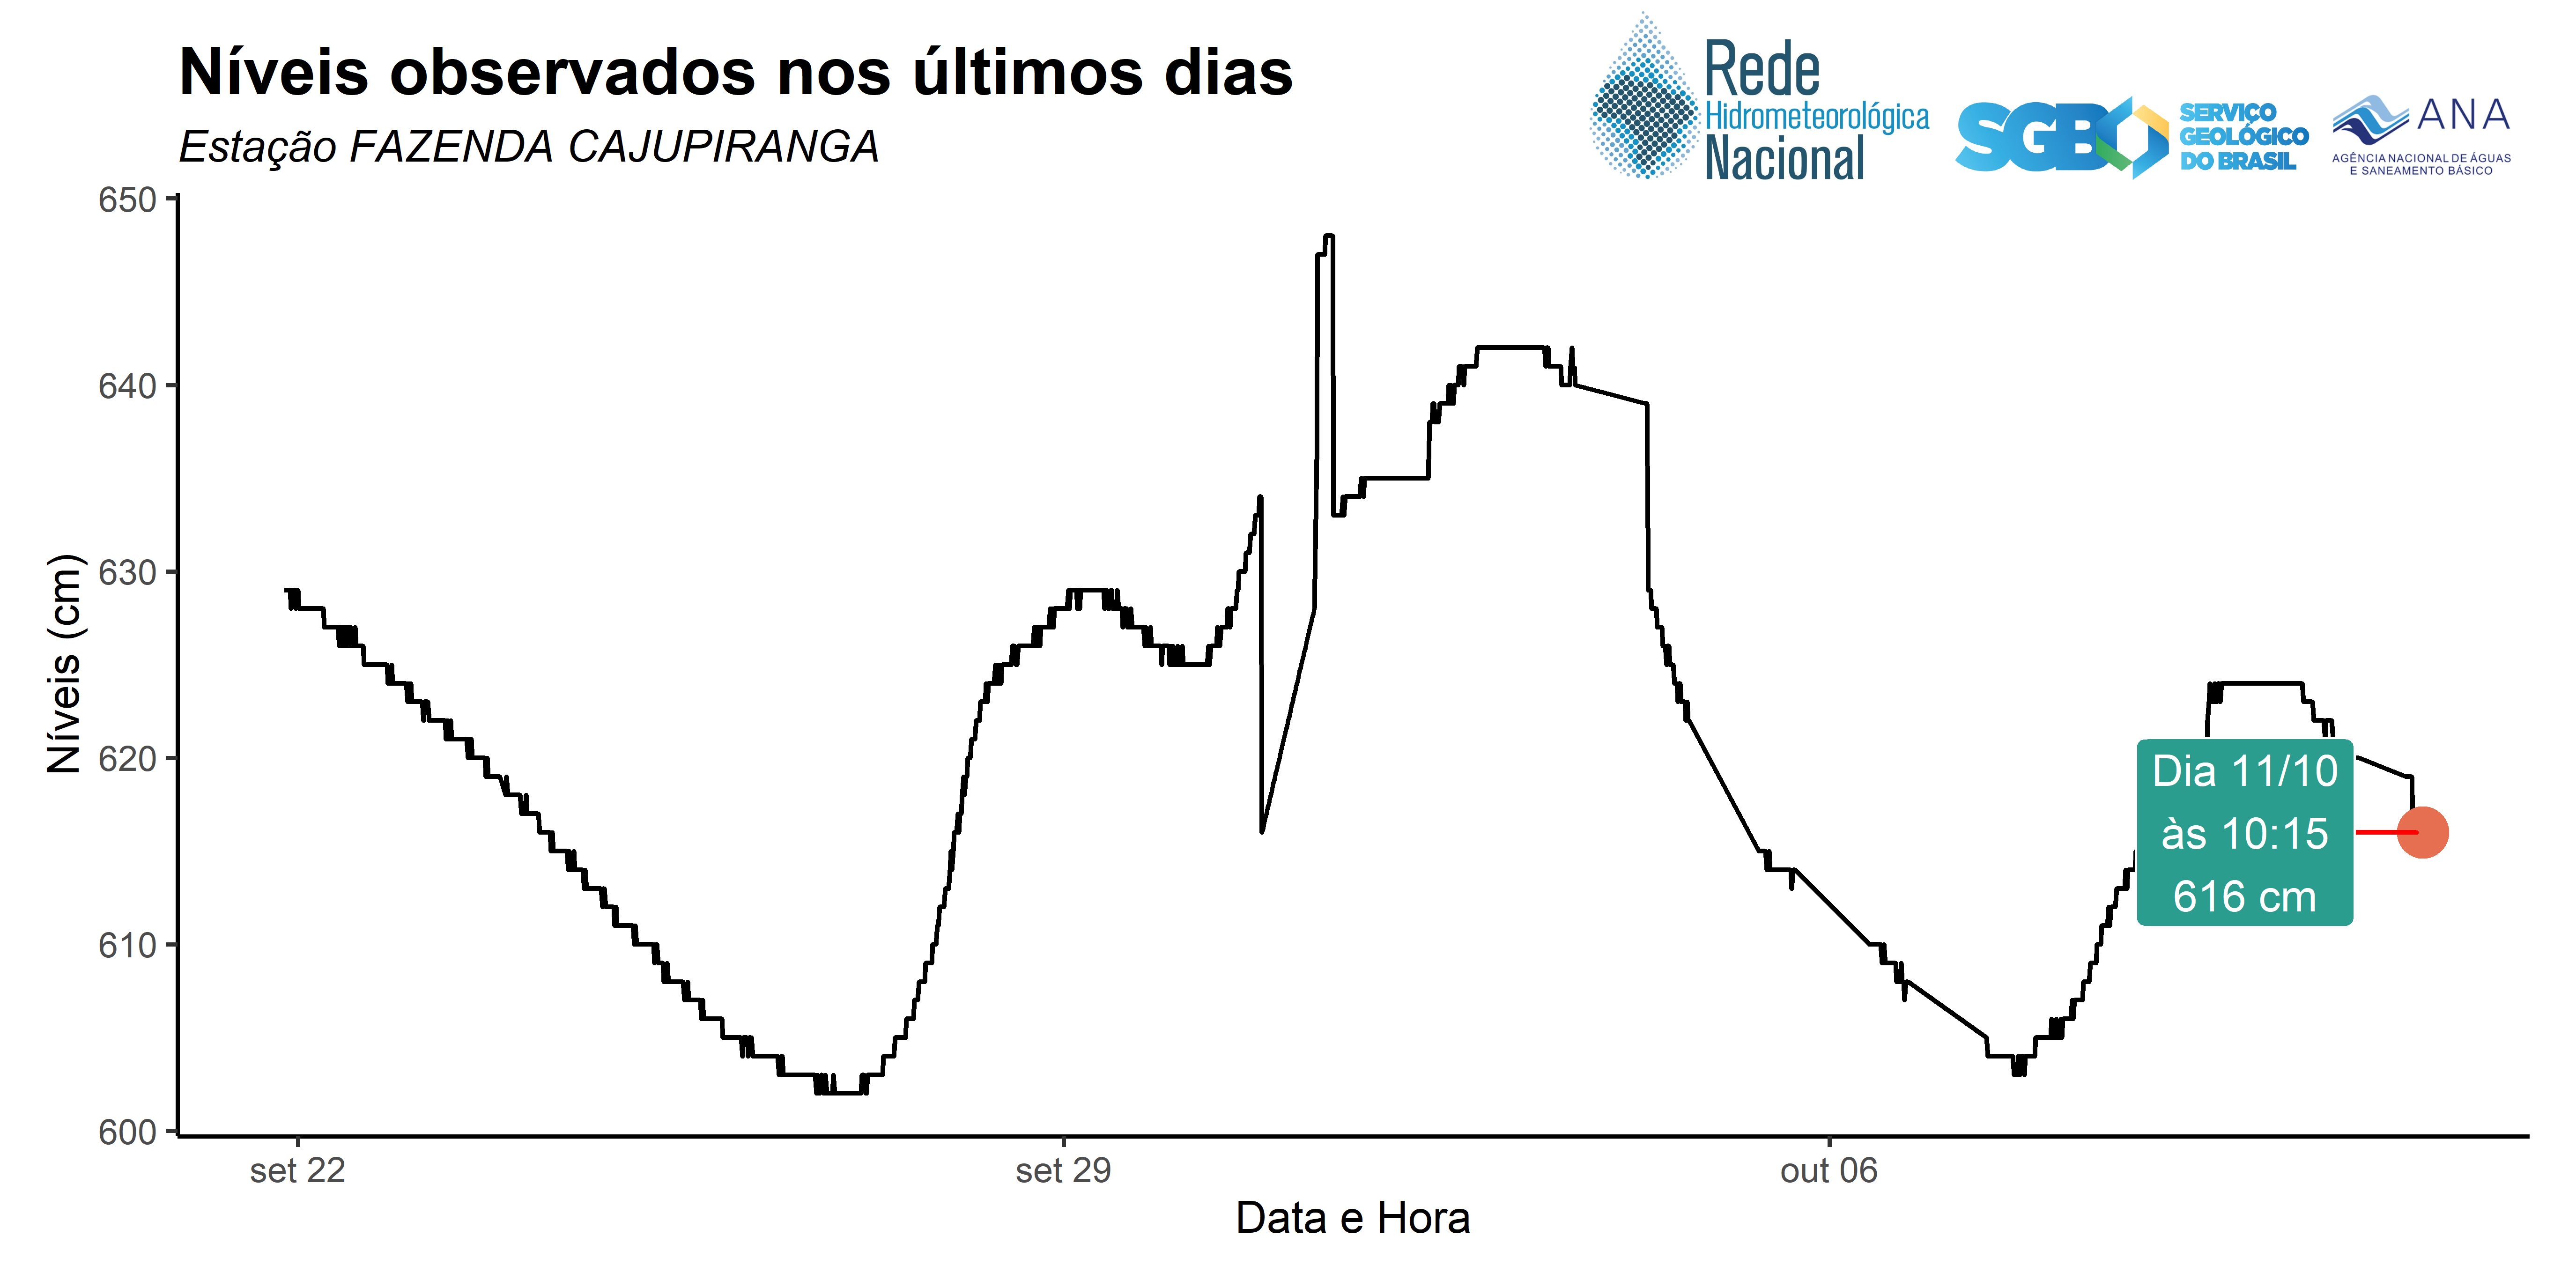 Níveis observados nos últimos dias
Estação FAZENDA CAJUPIRANGA
Rede
Hidrometeorológica
Nacional
SGB
SERVIÇO
GEOLÓGICO
DO BRASIL
ANA
AGÊNCIA NACIONAL DE ÁGUAS
E SANEAMENTO BÁSICO
650
640
630
620
610
600
Níveis (cm)
Dia 11/10
às 10:15
616 cm
set 22
set 29
out 06
Data e Hora